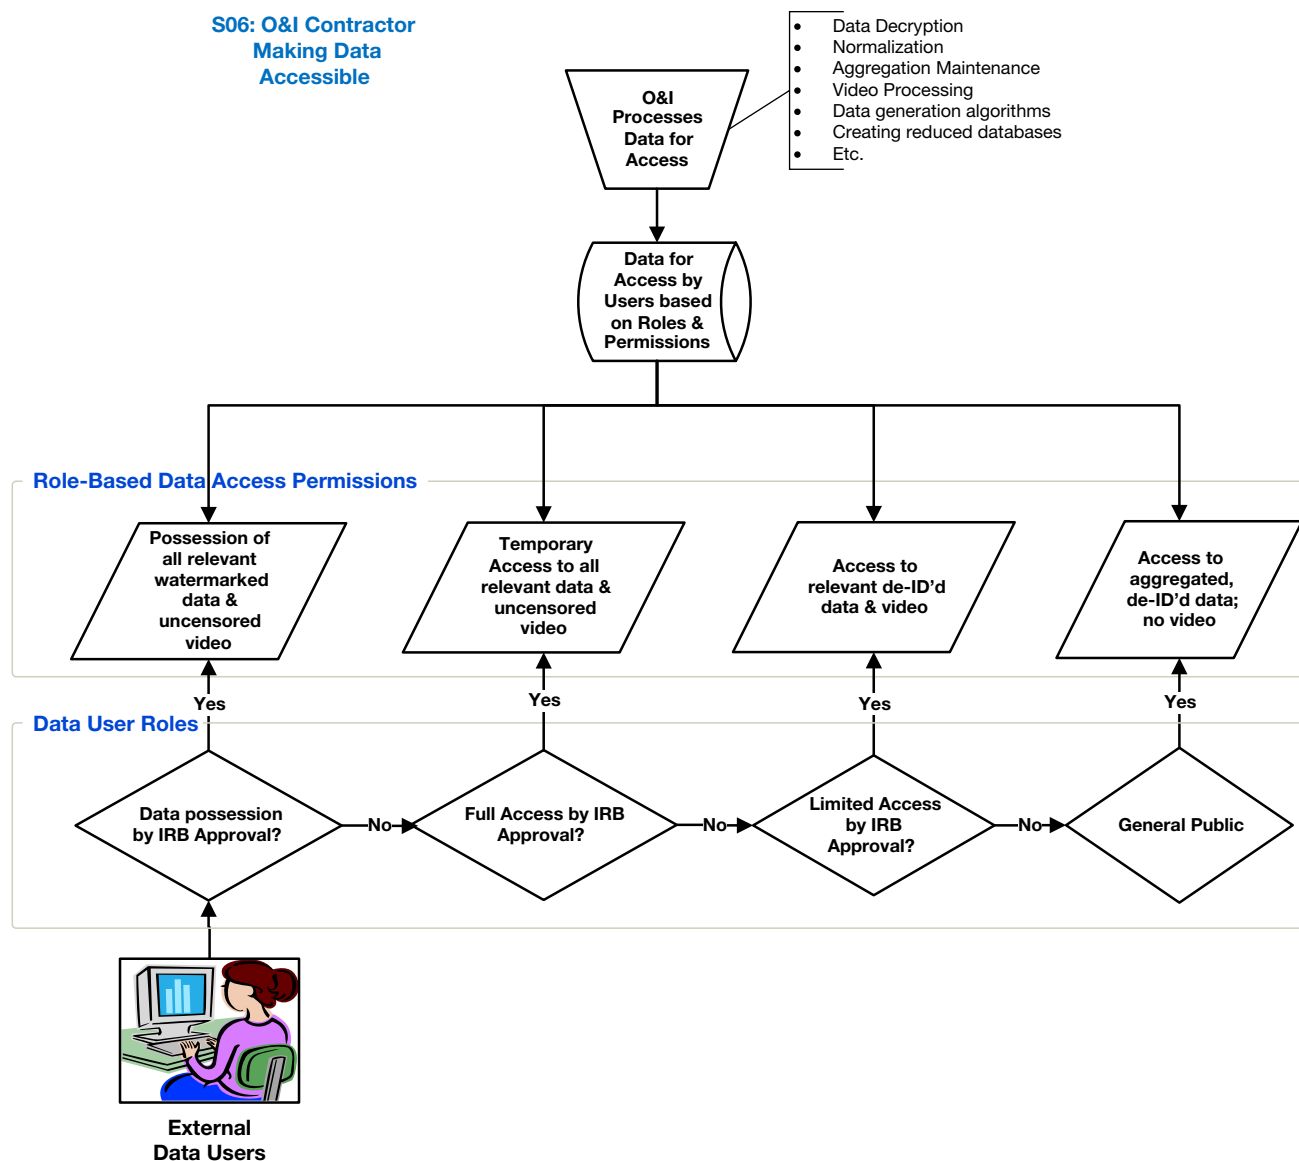 S06: O&I Contractor
Making Data
Accessible
O&I
Processes
Data for
Access
• Data Decryption
• Normalization
• Aggregation Maintenance
• Video Processing
• Data generation algorithms
• Creating reduced databases
• Etc.
Data for
Access by
Users based
on Roles &
Permissions
Role-Based Data Access Permissions
Possession of
all relevant
watermarked
data &
uncensored
video
Temporary
Access to all
relevant data &
uncensored
video
Access to
relevant de-ID’d
data & video
Access to
aggregated,
de-ID’d data;
no video
Yes
Yes
Yes
Yes
Data User Roles
Data possession
by IRB Approval?
No
Full Access by IRB
Approval?
No
Limited Access
by IRB
Approval?
No
General Public
External
Data Users